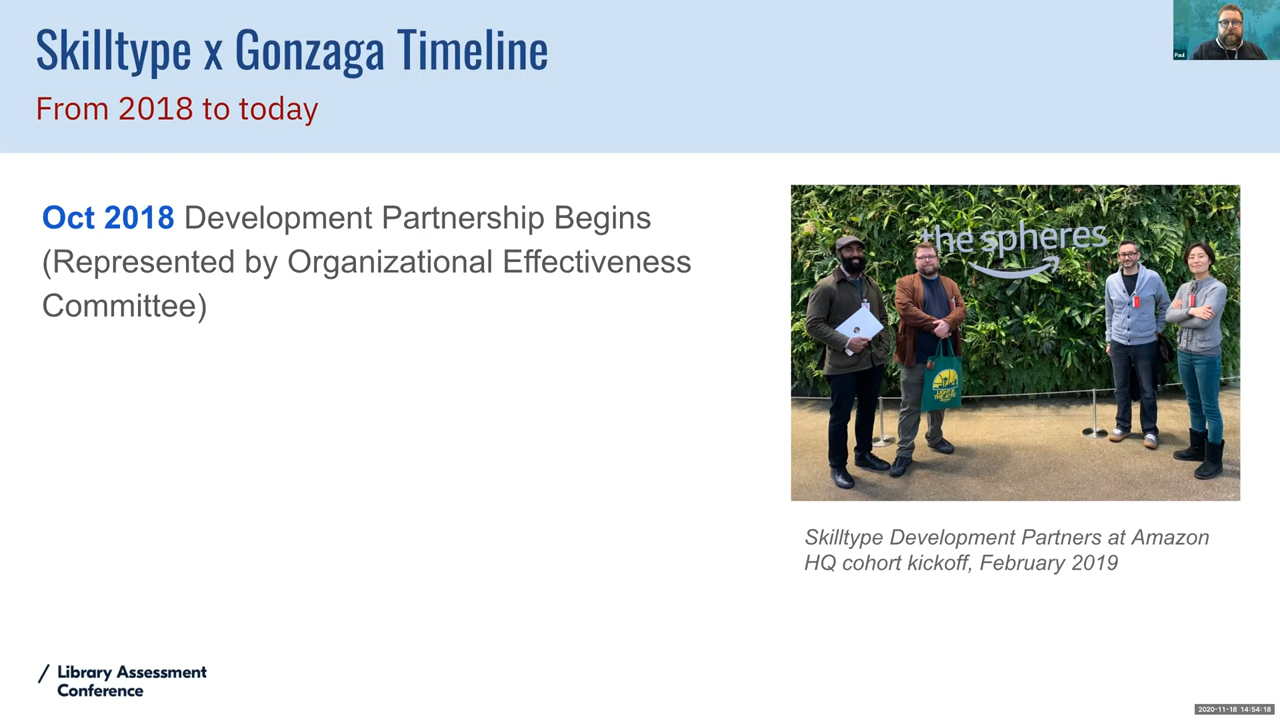 Skilltype x Gonzaga Timeline
From 2018 to today
Paul
Oct 2018 Development Partnership Begins
(Represented by Organizational Effectiveness
Committee)
the spheres
Skilltype Development Partners at Amazon
HQ cohort kickoff, February 2019
/ Library Assessment
Conference
2020-11-18 14:54:18